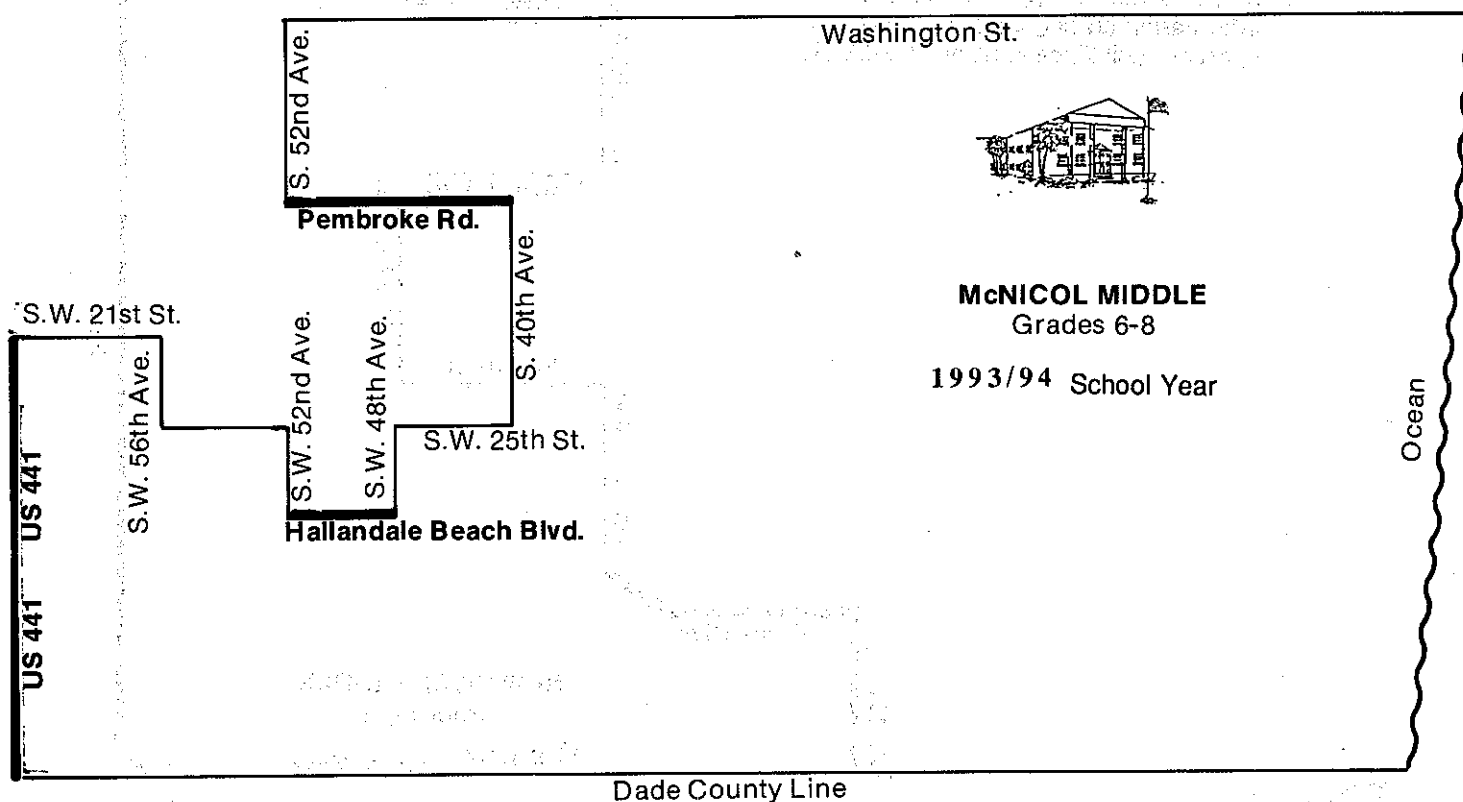 Washington St.
S. 52nd Ave.
Pembroke Rd.
S. 40th Ave.
McNICOL MIDDLE
Grades 6-8
1993/94 School Year
S.W. 21st St.
S.W. 56th Ave.
S.W. 52nd Ave.
S.W. 48th Ave.
S.W. 25th St.
Hallandale Beach Blvd.
US 441
US 441
Ocean
Dade County Line